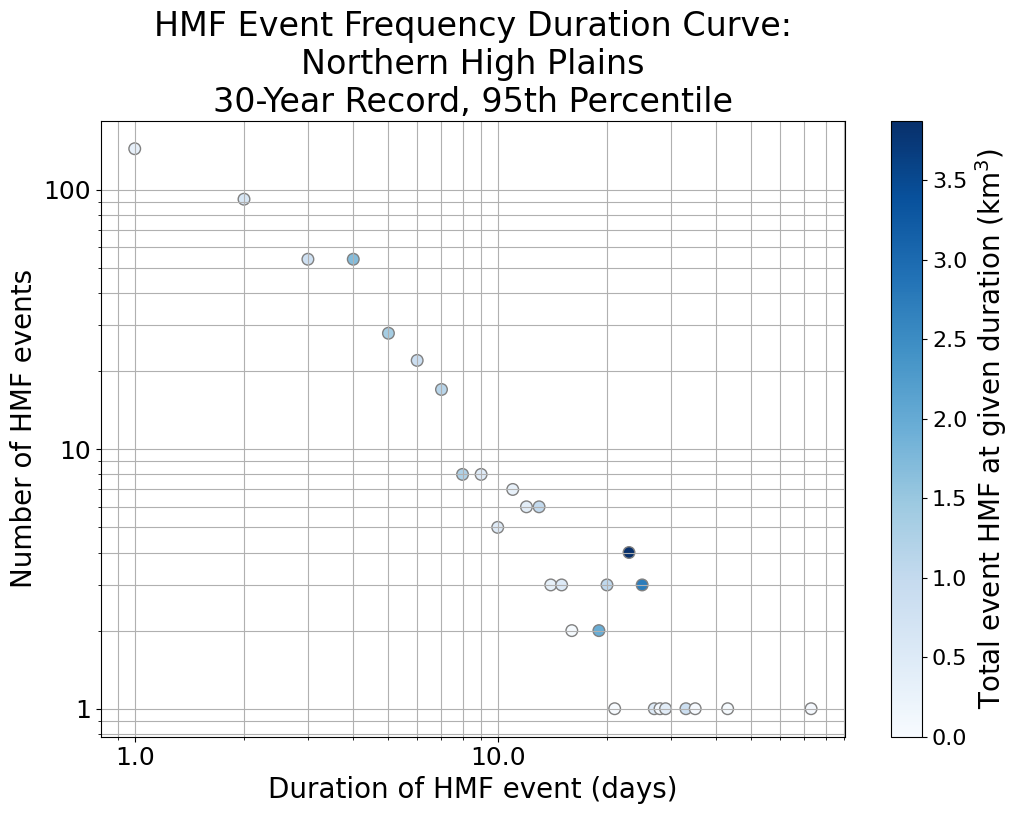 HMF Event Frequency Duration Curve:
Northern High Plains
30-Year Record, 95th Percentile
Number of HMF events
100
10
1
1.0
10.0
Duration of HMF event (days)
3.5
3.0
2.5
2.0
1.5
1.0
0.5
0.0
Total event HMF at given duration (km³)